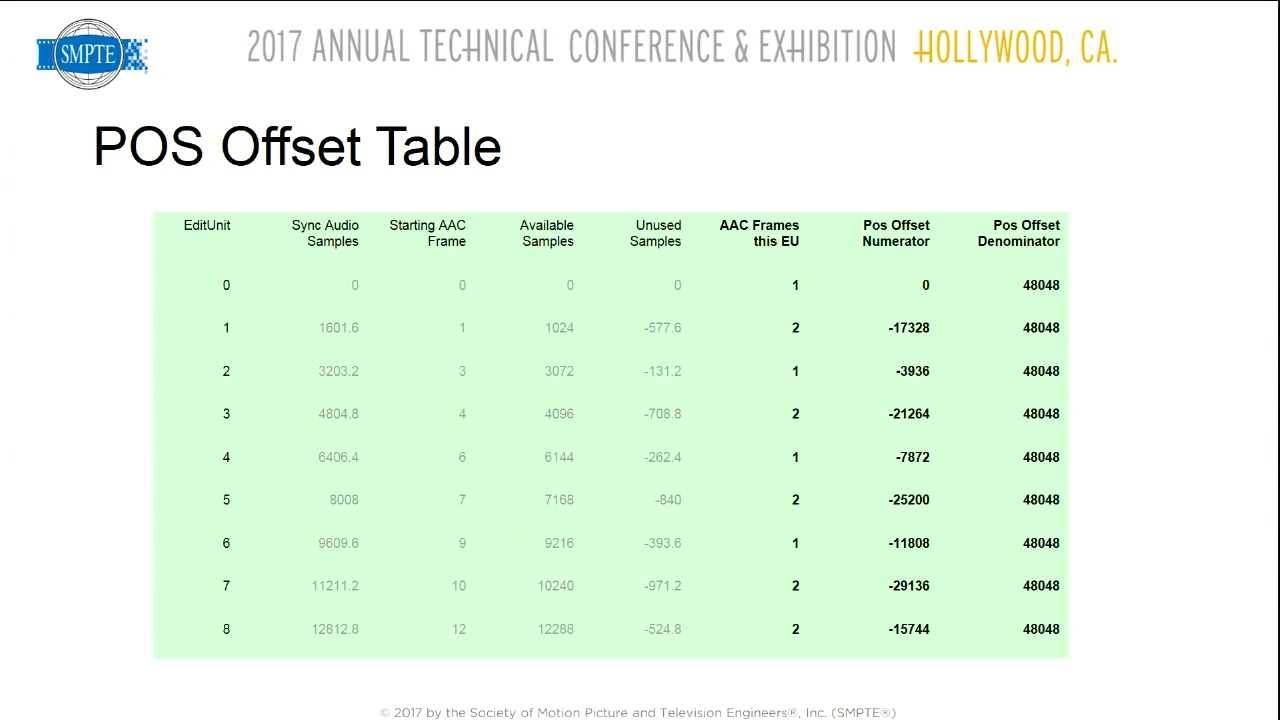 SMPTE
2017 ANNUAL TECHNICAL CONFERENCE & EXHIBITION HOLLYWOOD, CA.
POS Offset Table
EditUnit Sync Audio Samples Starting AAC Frame Available Samples Unused Samples AAC Frames this EU Pos Offset Numerator Pos Offset Denominator
0 0 0 0 0 1 0 48048
1 1601.6 1 1024 -577.6 2 -17328 48048
2 3203.2 3 3072 -131.2 1 -3936 48048
3 4804.8 4 4096 -708.8 2 -21264 48048
4 6406.4 6 6144 -262.4 1 -7872 48048
5 8008 7 7168 -840 2 -25200 48048
6 9609.6 9 9216 -393.6 1 -11808 48048
7 11211.2 10 10240 -971.2 2 -29136 48048
8 12812.8 12 12288 -524.8 2 -15744 48048
© 2017 by the Society of Motion Picture and Television Engineers®, Inc. (SMPTE®)